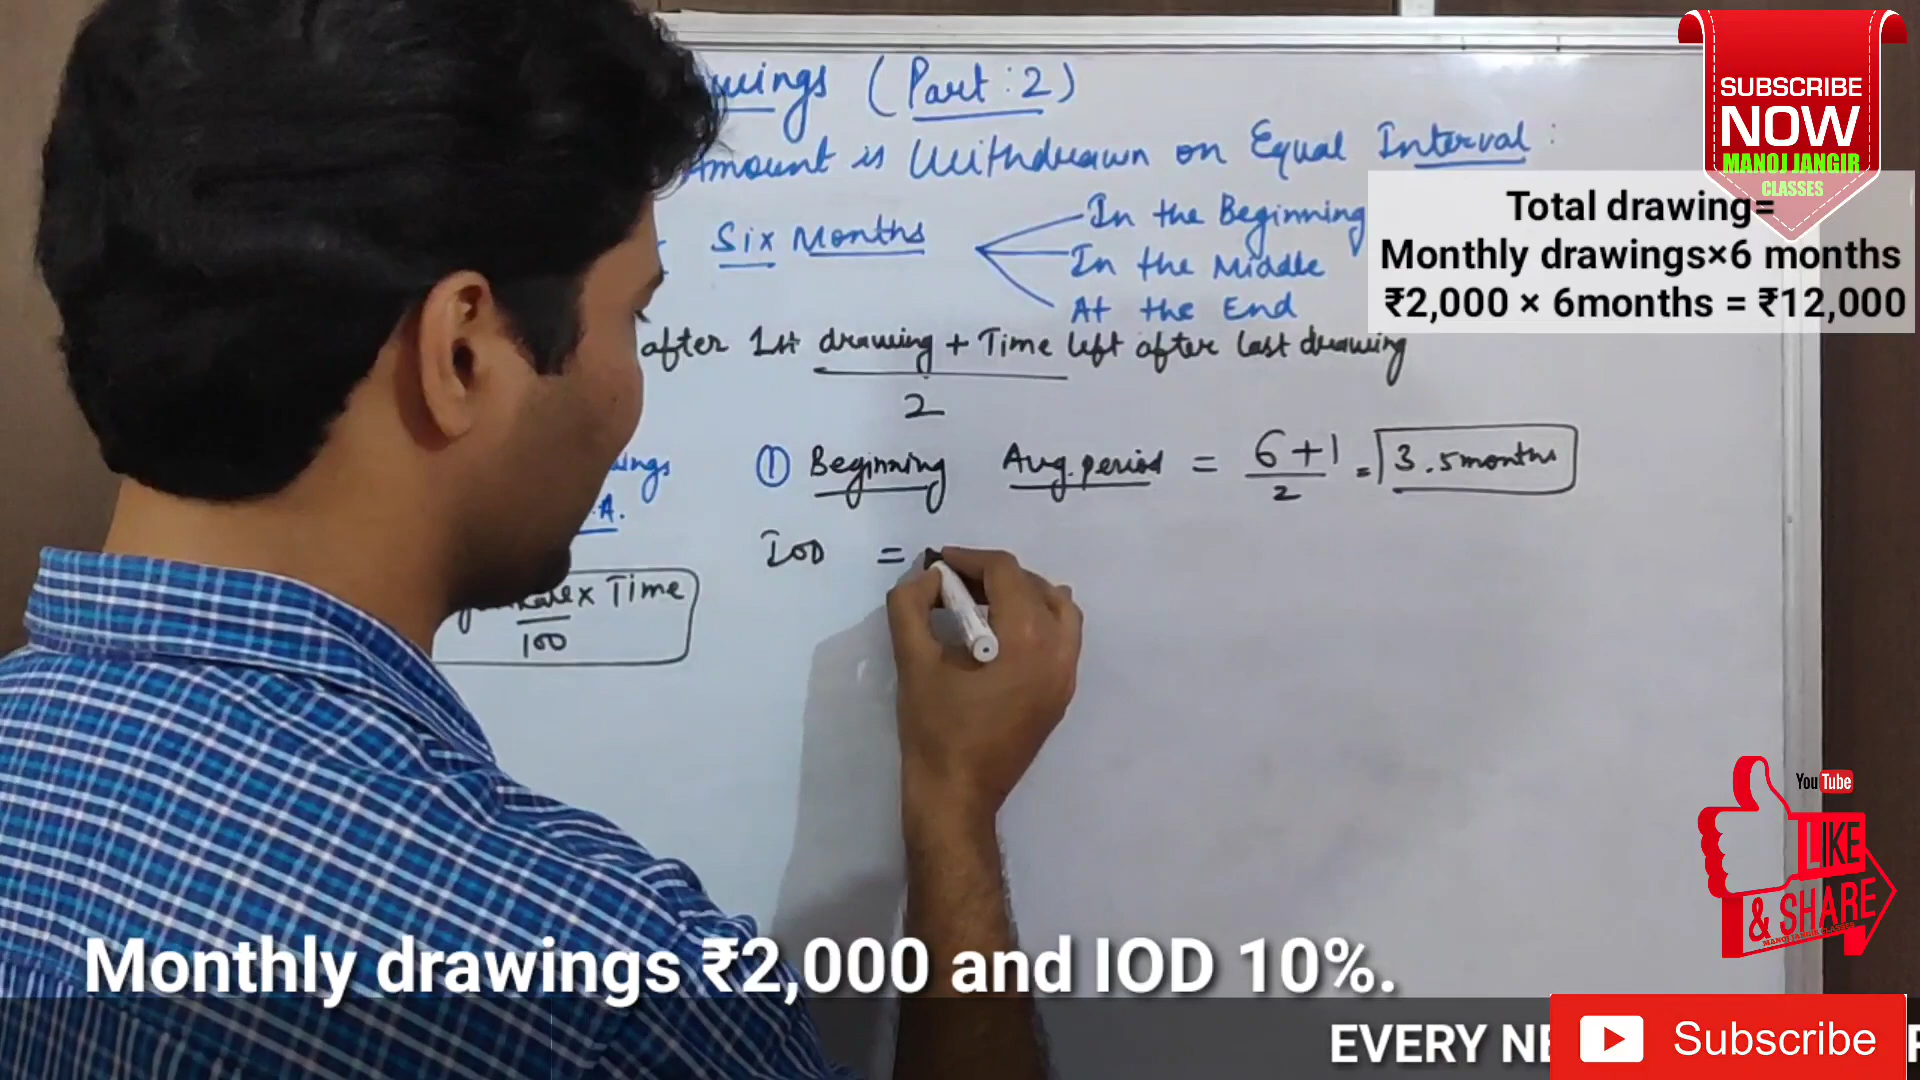 (Part : 2)
Amount is Withdrawn on Equal Interval :
Six Months
In the Beginning
In the Middle
At the End
after 1st drawing + Time left after last drawing
2
① Beginning Avg. period = 6 + 1 / 2 = 3.5 months
IOD =
x Time
100
SUBSCRIBE
NOW
MANOJ JANGIR
CLASSES
Total drawing=
Monthly drawings×6 months
₹2,000 × 6months = ₹12,000
You Tube
LIKE
& SHARE
MANOJ JANGIR CLASSES
Monthly drawings ₹2,000 and IOD 10%.
EVERY
Subscribe